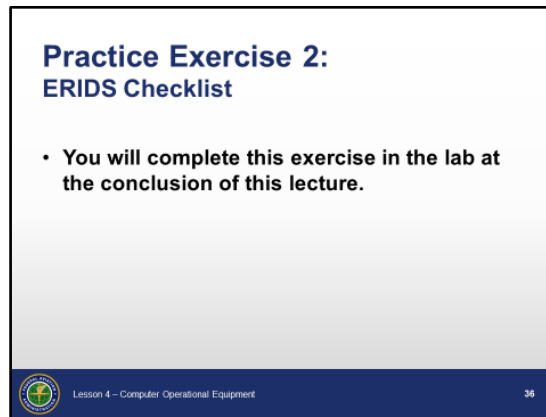 Practice Exercise 2:
ERIDS Checklist
• You will complete this exercise in the lab at
the conclusion of this lecture.
Lesson 4 – Computer Operational Equipment
36